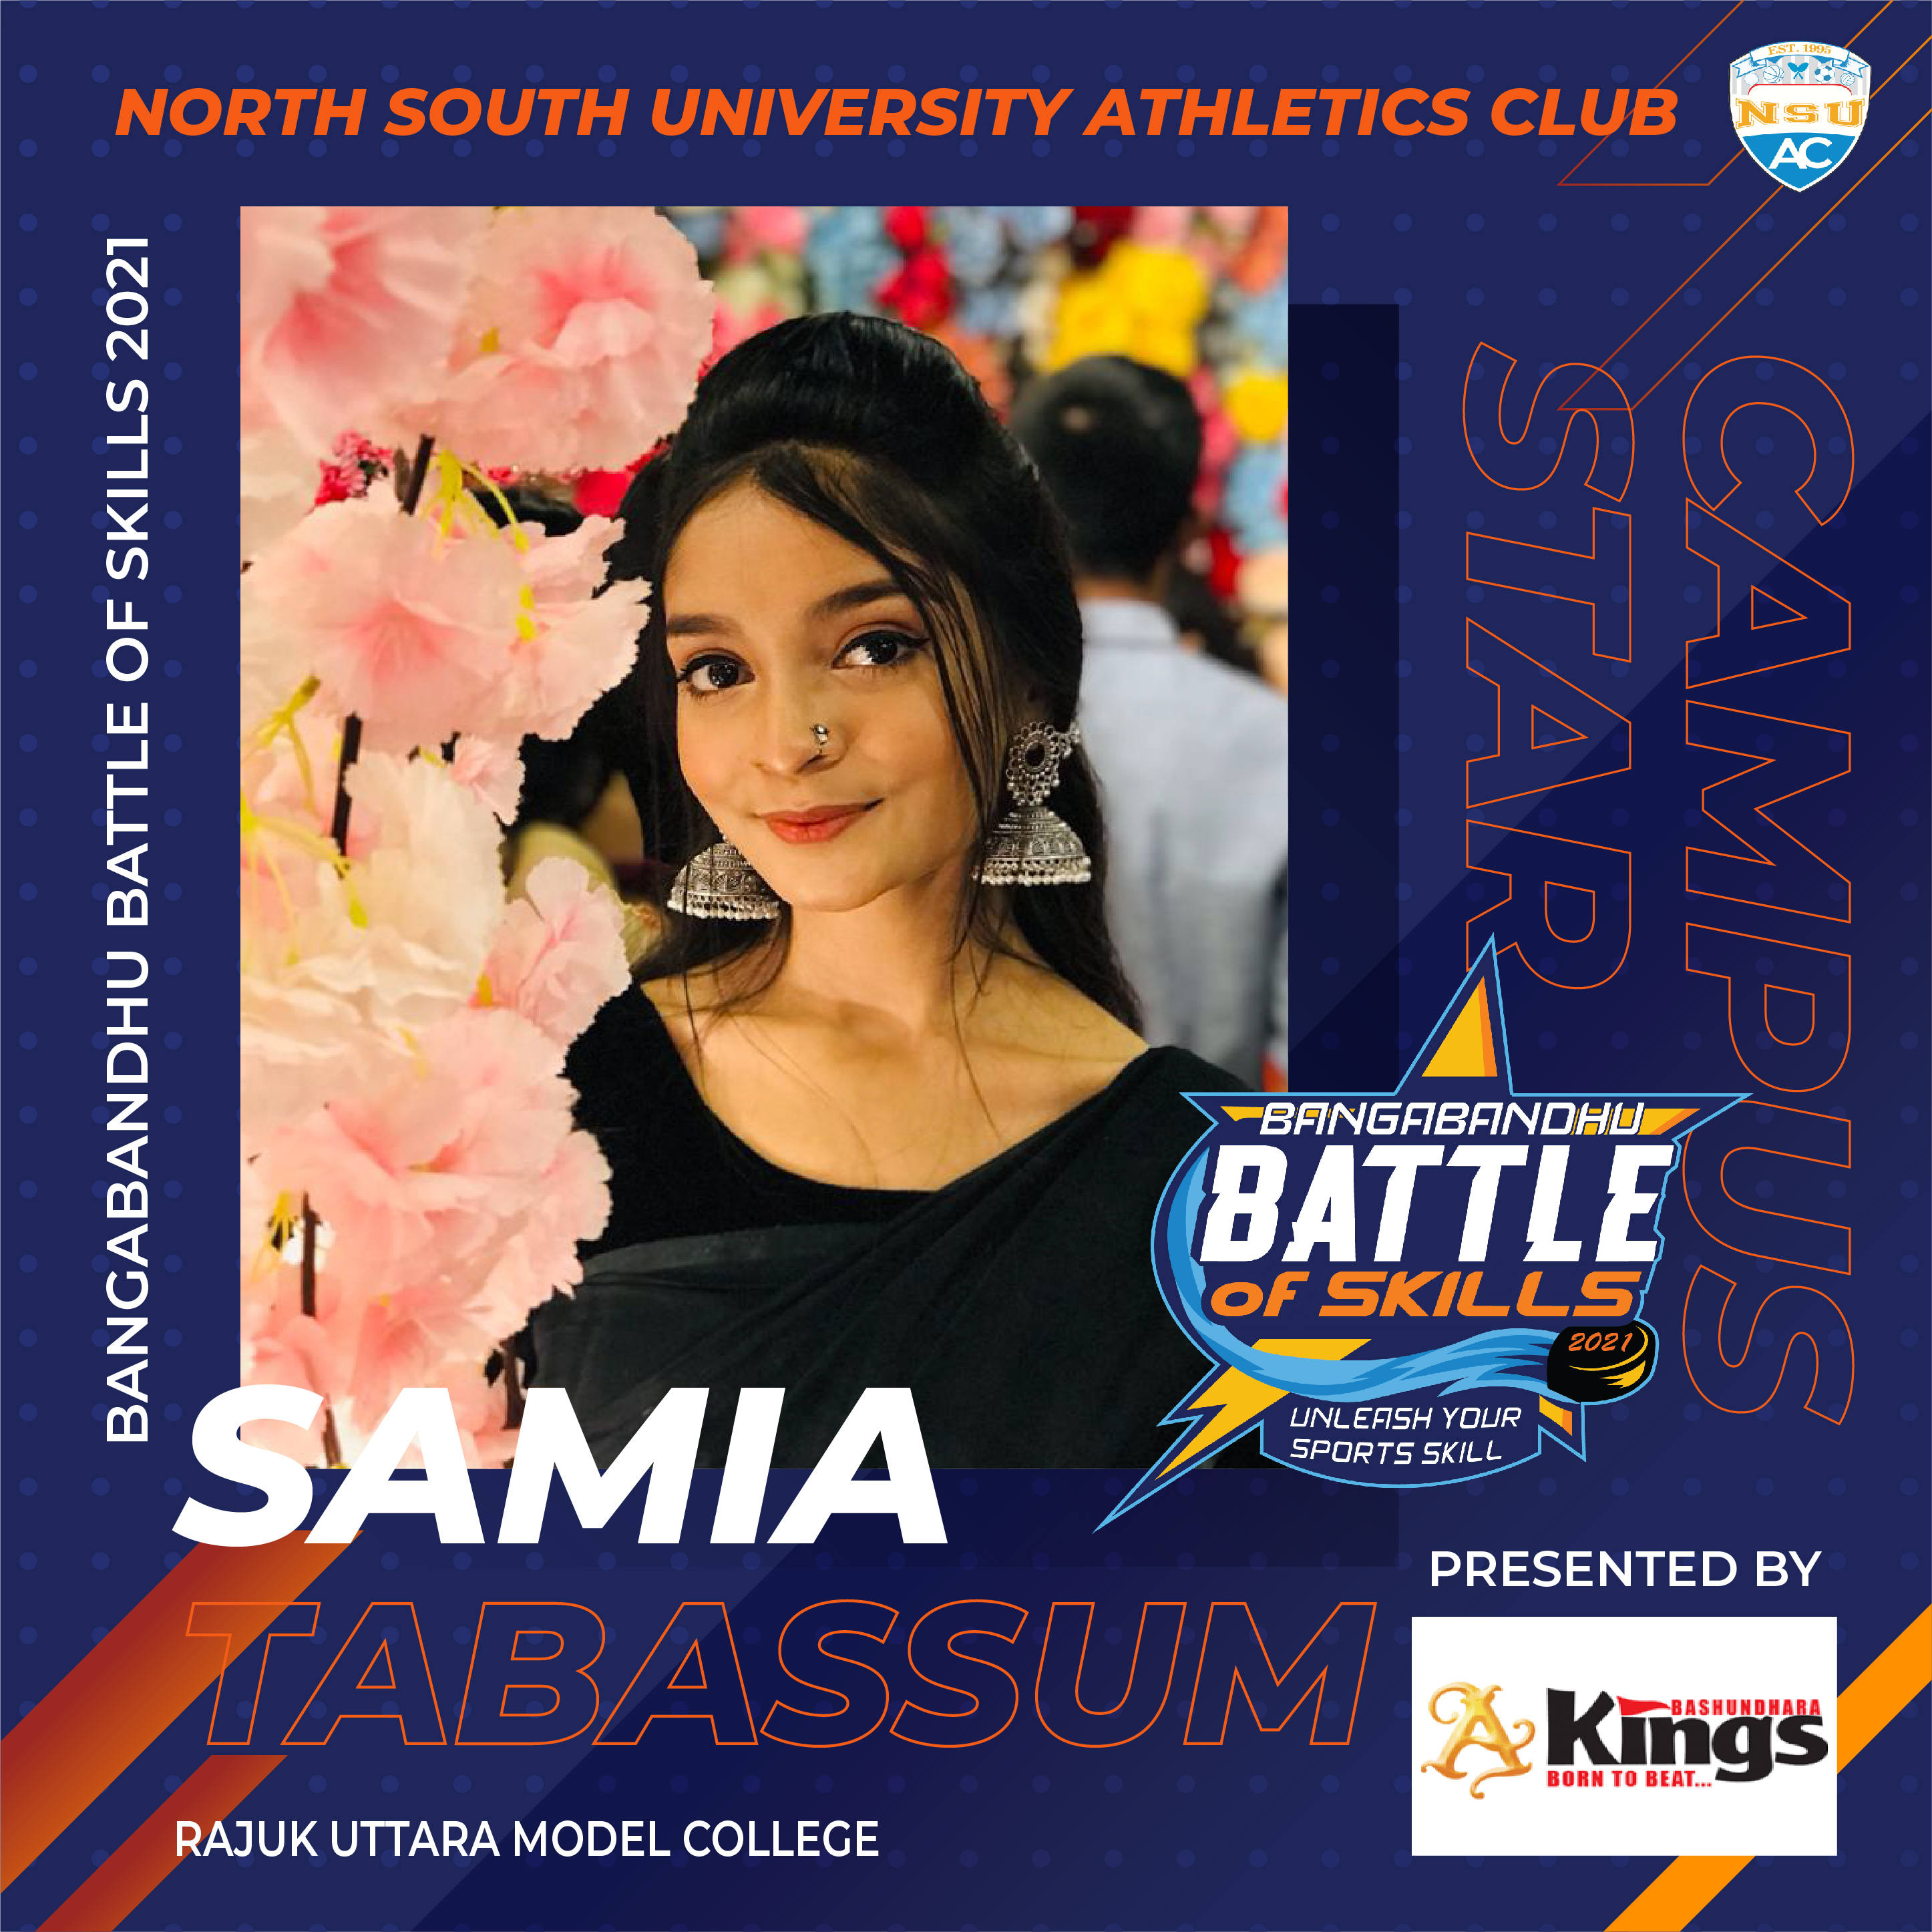 NORTH SOUTH UNIVERSITY ATHLETICS CLUB
EST. 1995
NSU
AC
BANGABANDHU BATTLE OF SKILLS 2021
CAMPUS
STAR
BANGABANDHU
BATTLE
OF SKILLS
2021
UNLEASH YOUR
SPORTS SKILL
SAMIA
TABASSUM
RAJUK UTTARA MODEL COLLEGE
PRESENTED BY
A
BASHUNDHARA
Kings
BORN TO BEAT...